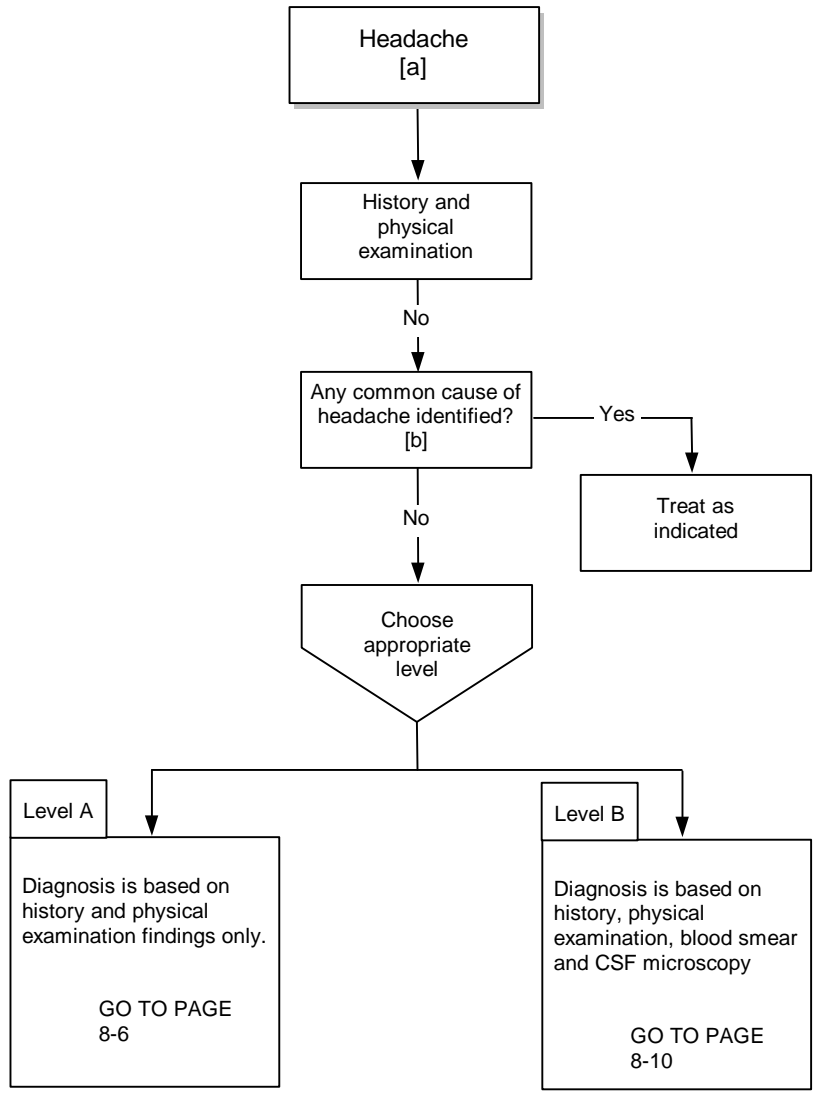 Headache
[a]
History and
physical
examination
No
Any common cause of
headache identified?
[b]
Yes
Treat as
indicated
No
Choose
appropriate
level
Level A
Diagnosis is based on
history and physical
examination findings only.
GO TO PAGE
8-6
Level B
Diagnosis is based on
history, physical
examination, blood smear
and CSF microscopy
GO TO PAGE
8-10